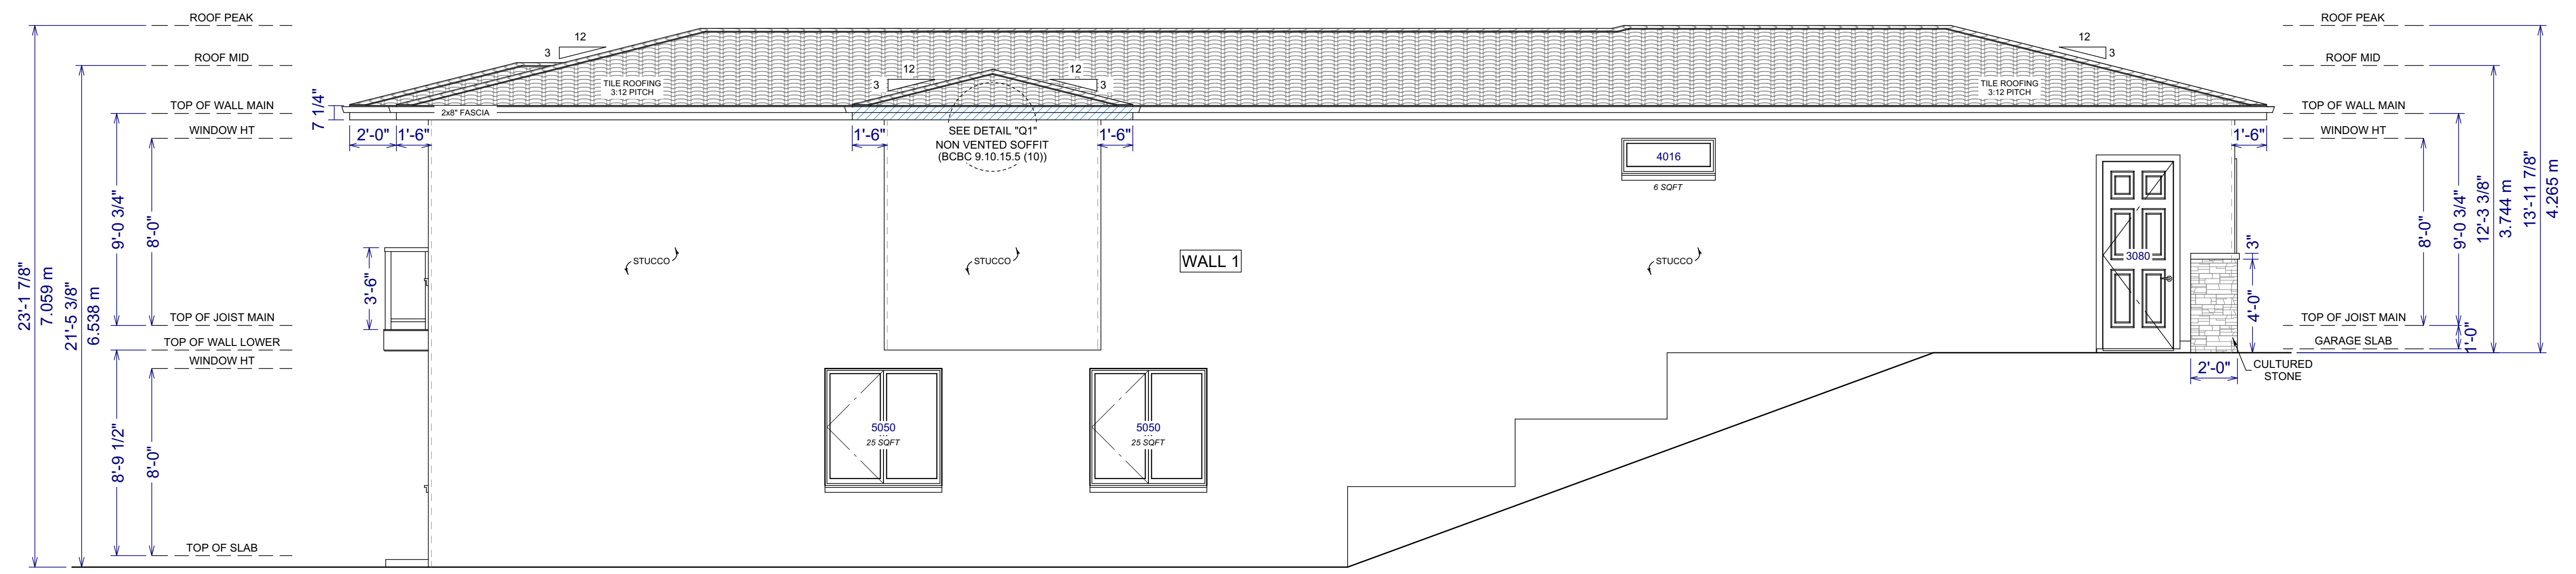 ROOF PEAK
ROOF MID
TOP OF WALL MAIN
WINDOW HT
TOP OF JOIST MAIN
TOP OF WALL LOWER
WINDOW HT
TOP OF SLAB
23'-1 7/8"
7.059 m
21'-5 3/8"
6.538 m
9'-0 3/4"
8'-0"
8'-9 1/2"
8'-0"
7 1/4"
2'-0"
1'-6"
3'-6"
12
3
TILE ROOFING
3:12 PITCH
2x8" FASCIA
12
3
12
3
1'-6"
SEE DETAIL "Q1"
NON VENTED SOFFIT
(BCBC 9.10.15.5 (10))
1'-6"
STUCCO
STUCCO
WALL 1
STUCCO
5050
...
25 SQFT
5050
...
25 SQFT
4016
6 SQFT
12
3
TILE ROOFING
3:12 PITCH
1'-6"
3080
3"
4'-0"
2'-0"
CULTURED
STONE
ROOF PEAK
ROOF MID
TOP OF WALL MAIN
WINDOW HT
TOP OF JOIST MAIN
GARAGE SLAB
8'-0"
9'-0 3/4"
1'-0"
12'-3 3/8"
3.744 m
13'-11 7/8"
4.265 m